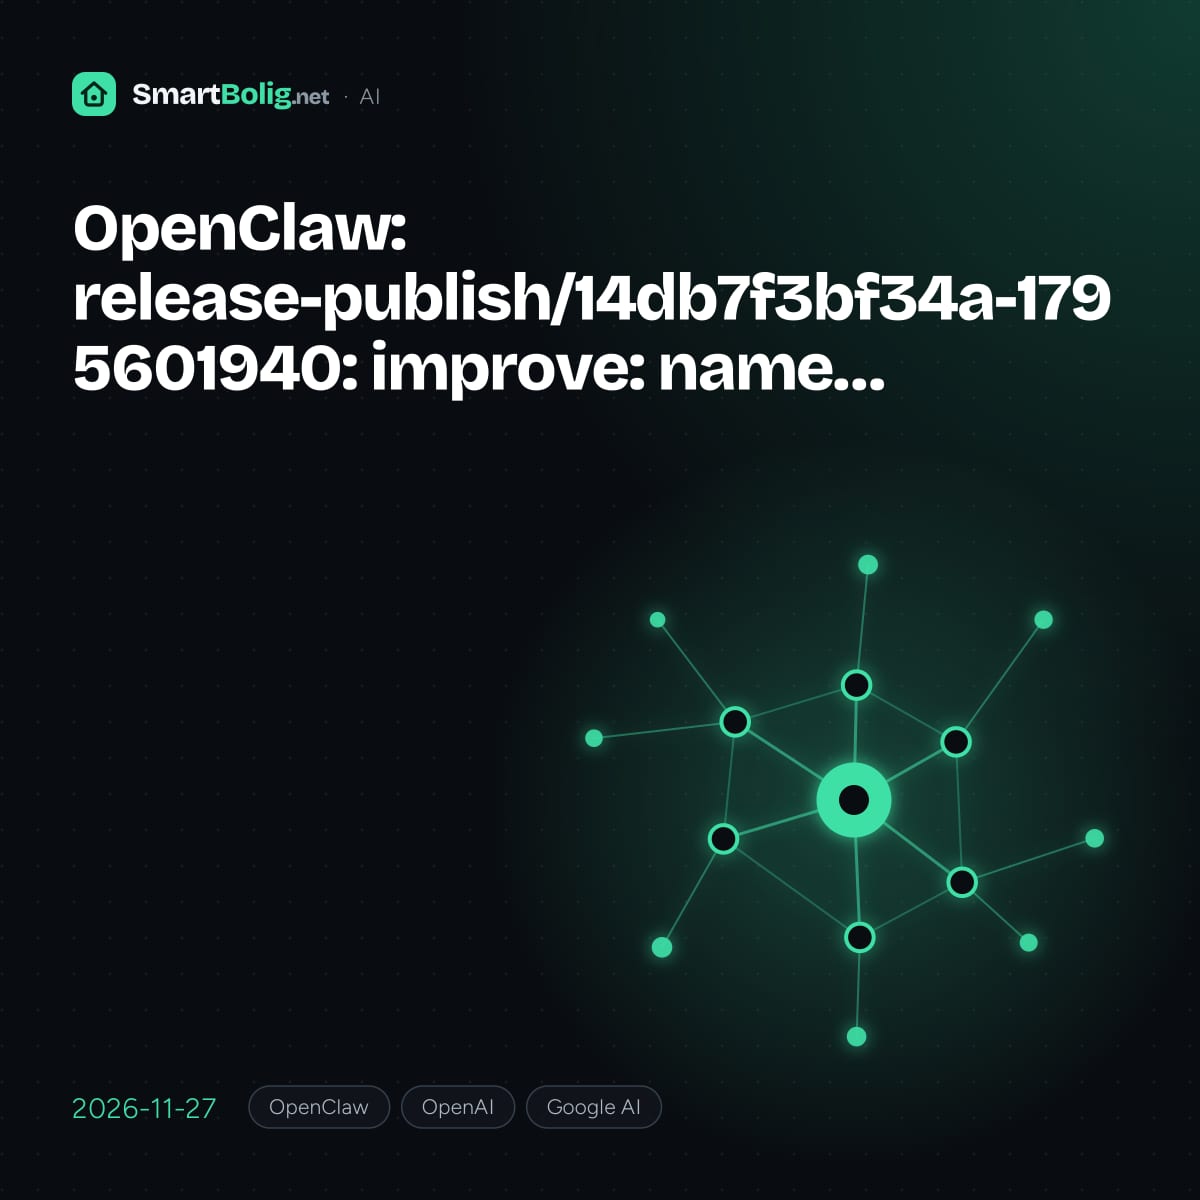 SmartBolig.net · AI
OpenClaw:
release-publish/14db7f3bf34a-179
5601940: improve: name...
2026-11-27 OpenClaw OpenAI Google AI